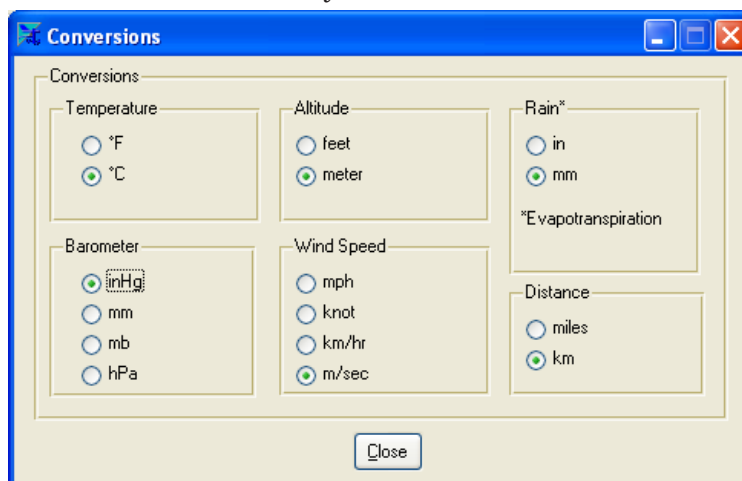 Conversions
Conversions
Temperature
°F
°C
Altitude
feet
meter
Rain*
in
mm
*Evapotranspiration
Barometer
inHg
mm
mb
hPa
Wind Speed
mph
knot
km/hr
m/sec
Distance
miles
km
Close